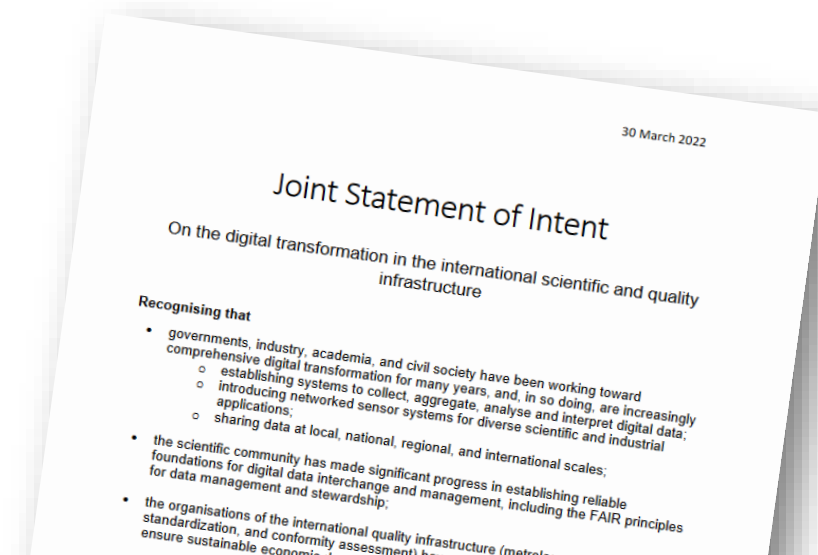 30 March 2022
Joint Statement of Intent
On the digital transformation in the international scientific and quality
infrastructure
Recognising that
• governments, industry, academia, and civil society have been working toward
comprehensive digital transformation for many years, and, in so doing, are increasingly
o establishing systems to collect, aggregate, analyse and interpret digital data;
o introducing networked sensor systems for diverse scientific and industrial
applications;
o sharing data at local, national, regional, and international scales;
• the scientific community has made significant progress in establishing reliable
foundations for digital data interchange and management, including the FAIR principles
for data management and stewardship;
• the organisations of the international quality infrastructure
standardization, and conformity assessment)
ensure sustainable